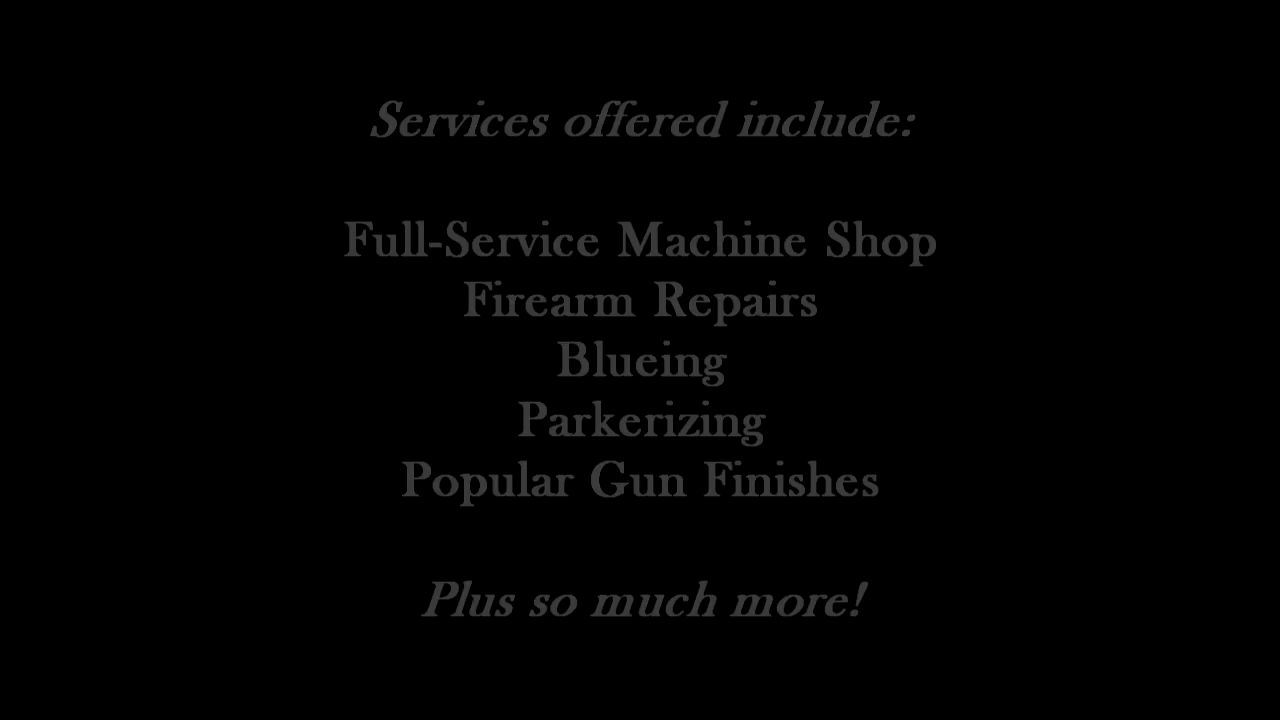 Services offered include:
Full-Service Machine Shop
Firearm Repairs
Blueing
Parkerizing
Popular Gun Finishes
Plus so much more!